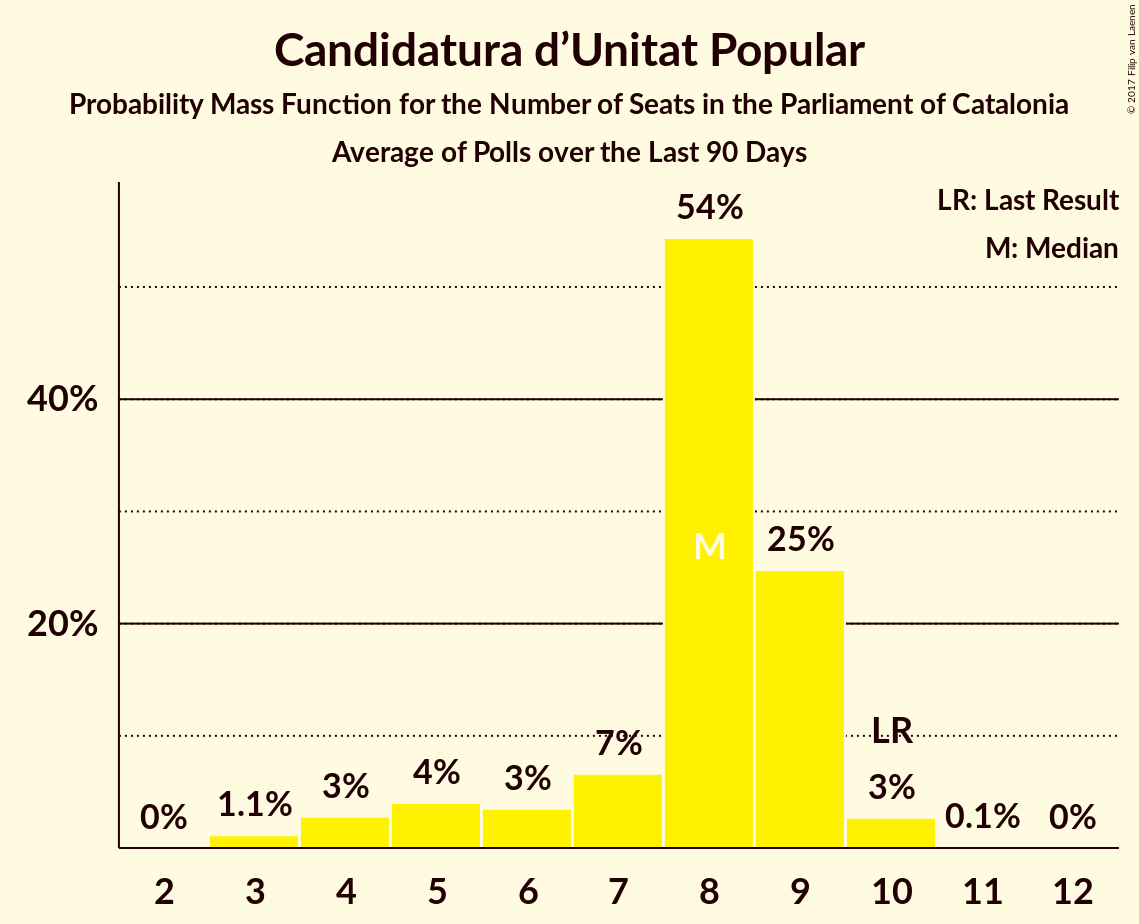 Candidatura d’Unitat Popular
Probability Mass Function for the Number of Seats in the Parliament of Catalonia
Average of Polls over the Last 90 Days
© 2017 Filip van Laenen
LR: Last Result
M: Median
54%
40%
M
25%
20%
LR
7%
4%
3%
3%
3%
1.1%
0%
0.1%
0%
2 3 4 5 6 7 8 9 10 11 12